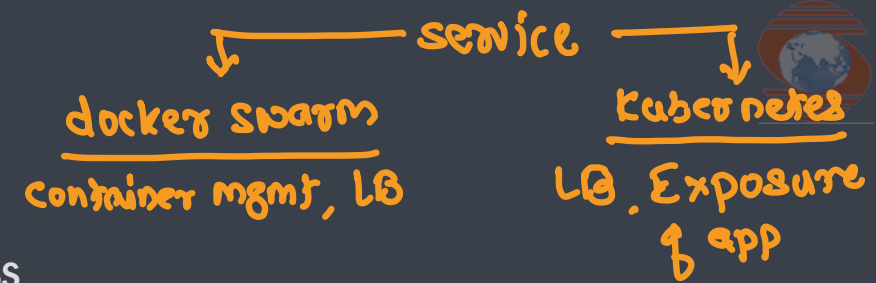 service
docker swarm
Kubernetes
container mgmt, LB
LB, Exposure
of app